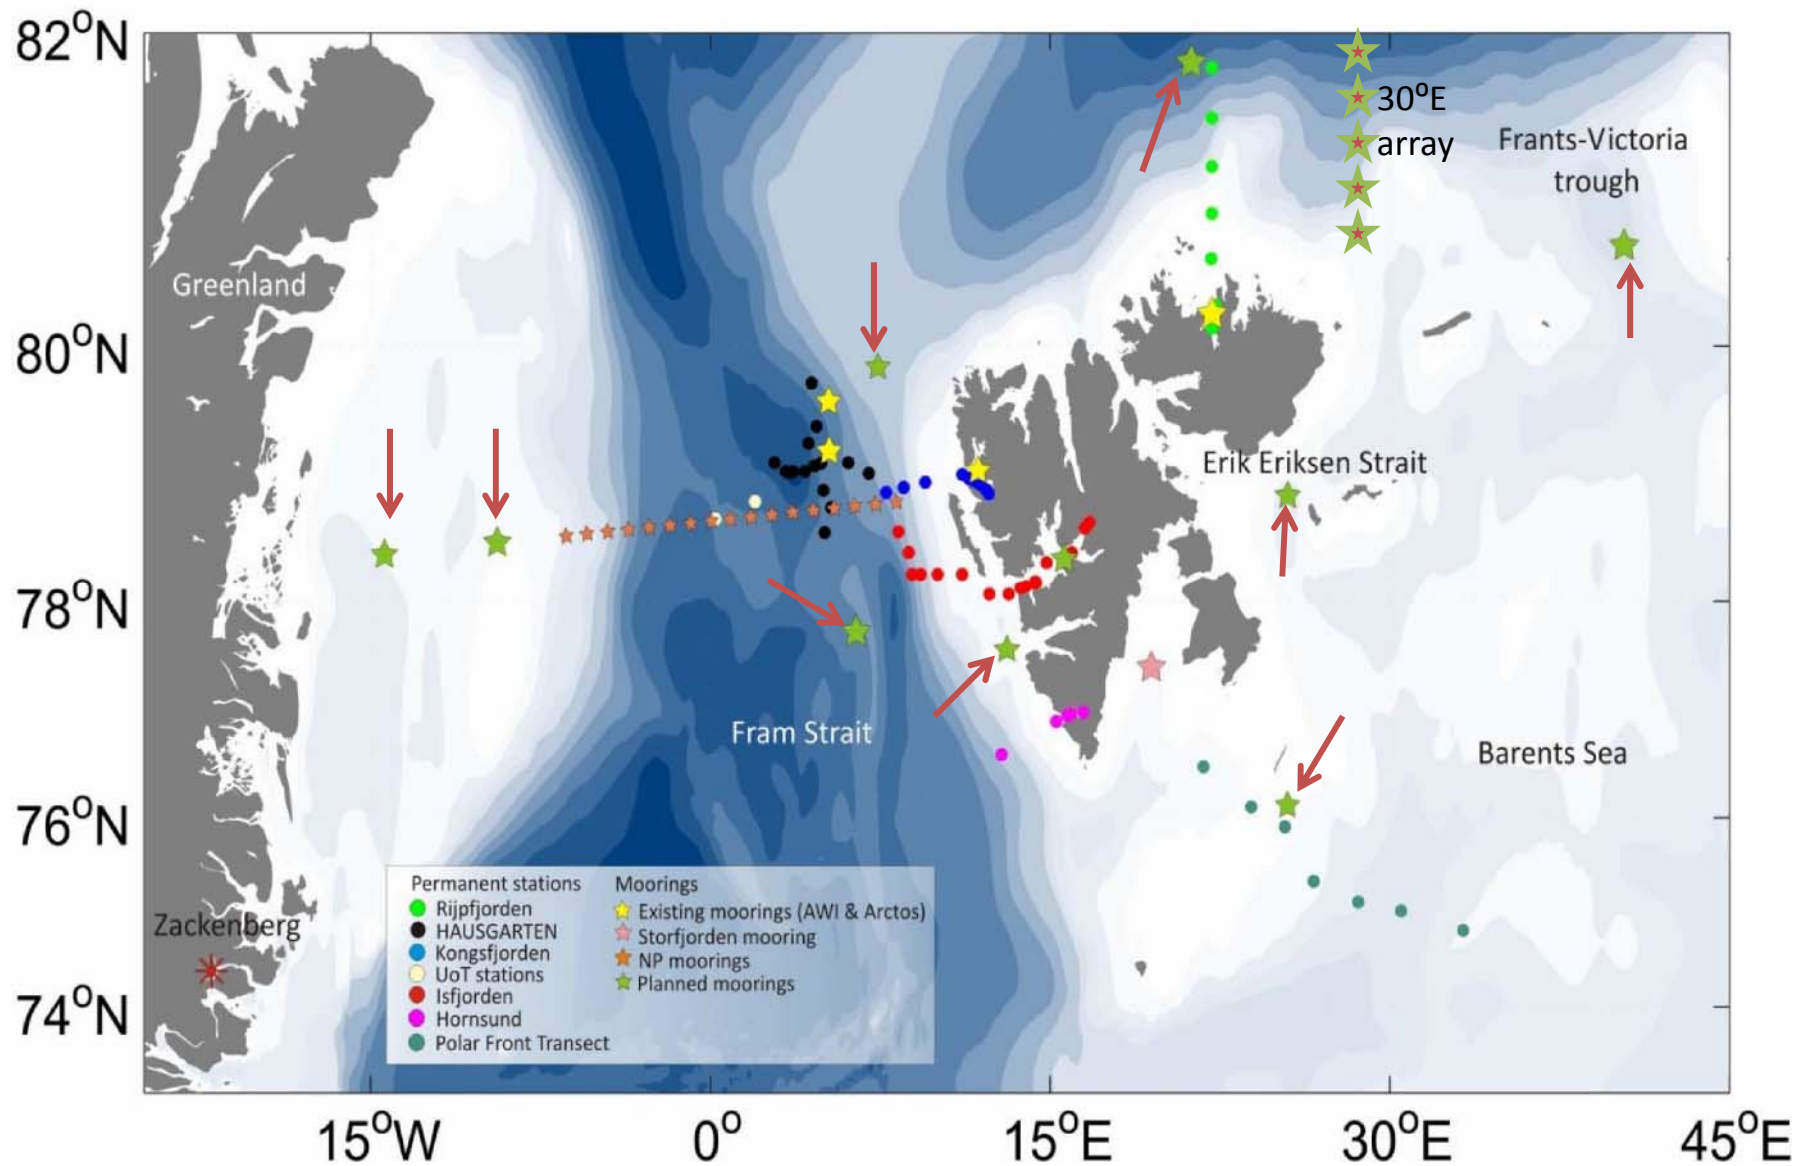 82°N
80°N
78°N
76°N
74°N
15°W
0°
15°E
30°E
45°E
30°E
array
Frants-Victoria
trough
Greenland
Erik Eriksen Strait
Fram Strait
Barents Sea
Zackenberg
Permanent stations
Rijpfjorden
HAUSGARTEN
Kongsfjorden
UoT stations
Isfjorden
Hornsund
Polar Front Transect
Moorings
Existing moorings (AWI & Arctos)
Storfjorden mooring
NP moorings
Planned moorings